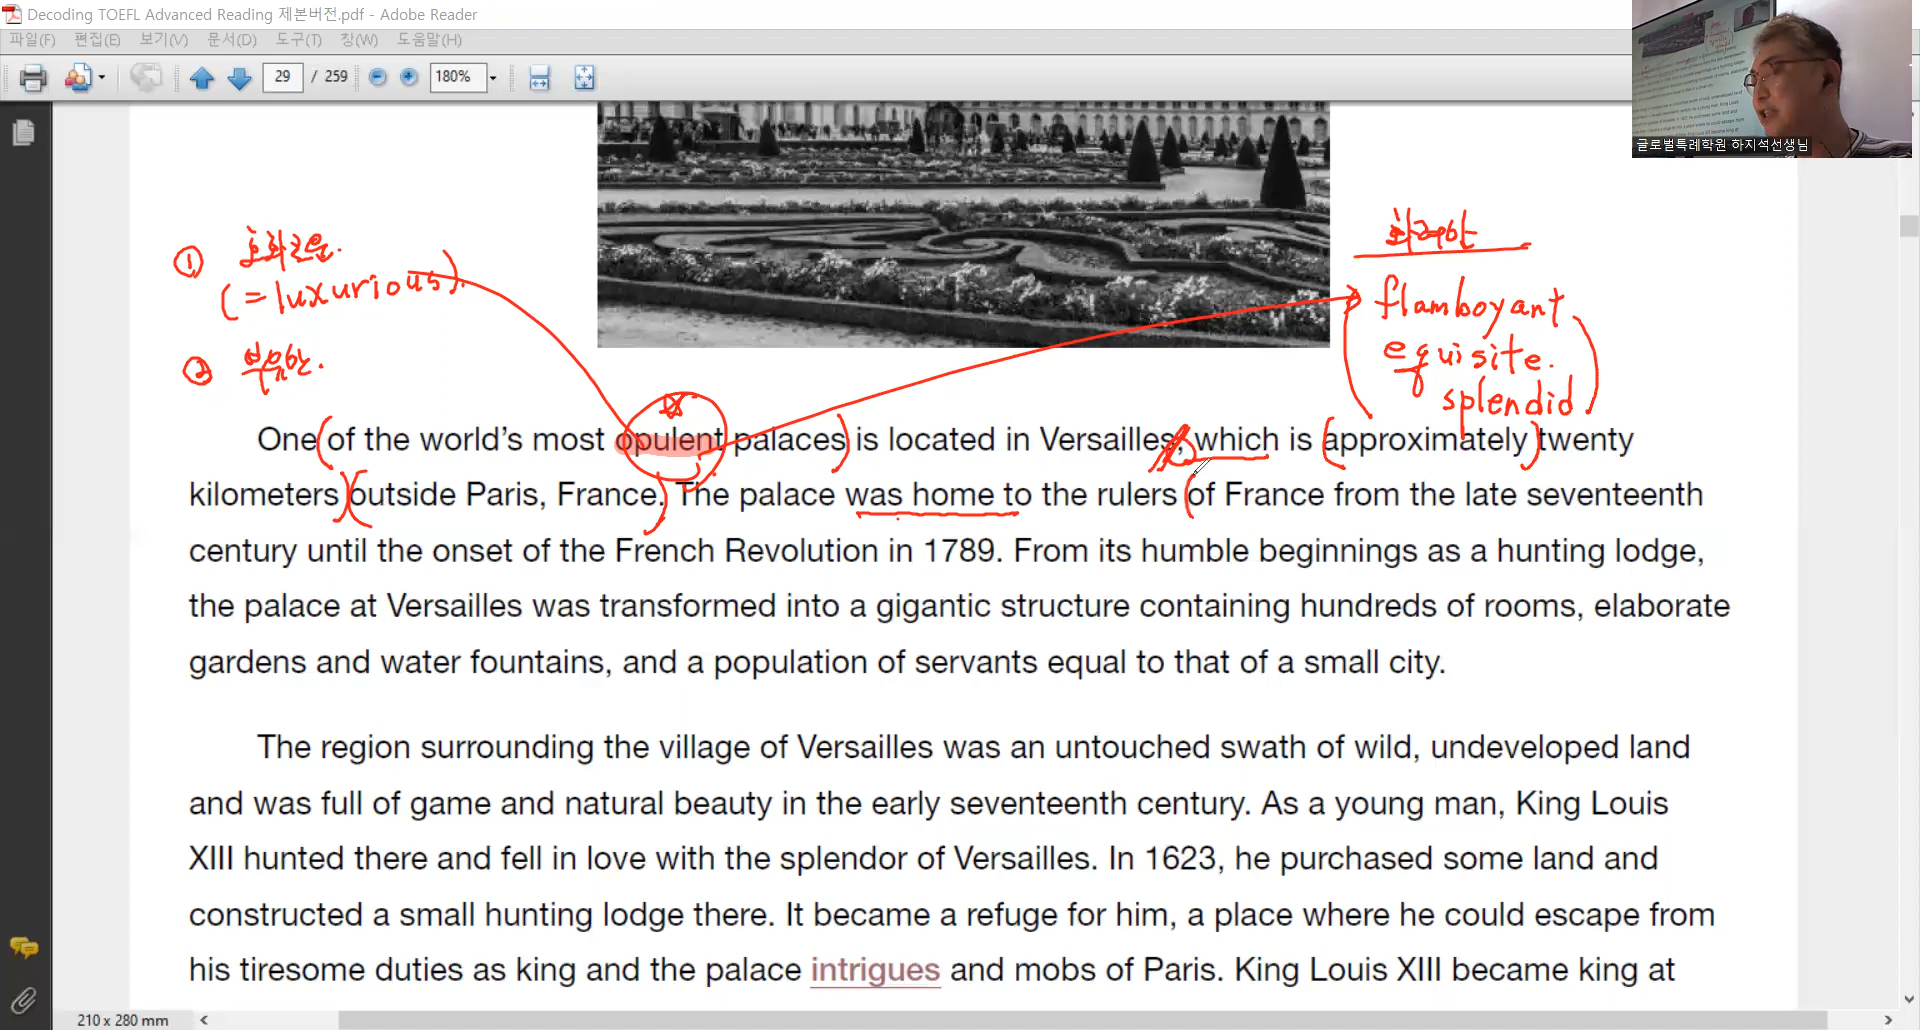 Decoding TOEFL Advanced Reading 제본버전.pdf - Adobe Reader
파일(F) 편집(E) 보기(V) 문서(D) 도구(T) 창(W) 도움말(H)
29 / 259 180%
글로벌특례학원 하지석선생님
① 호화로운.
(=luxurious).
② 부유한.
화려한
flamboyant
equisite.
splendid
One of the world's most opulent palaces is located in Versailles, which is approximately twenty
kilometers outside Paris, France. The palace was home to the rulers of France from the late seventeenth
century until the onset of the French Revolution in 1789. From its humble beginnings as a hunting lodge,
the palace at Versailles was transformed into a gigantic structure containing hundreds of rooms, elaborate
gardens and water fountains, and a population of servants equal to that of a small city.
The region surrounding the village of Versailles was an untouched swath of wild, undeveloped land
and was full of game and natural beauty in the early seventeenth century. As a young man, King Louis
XIII hunted there and fell in love with the splendor of Versailles. In 1623, he purchased some land and
constructed a small hunting lodge there. It became a refuge for him, a place where he could escape from
his tiresome duties as king and the palace intrigues and mobs of Paris. King Louis XIII became king at
210 x 280 mm